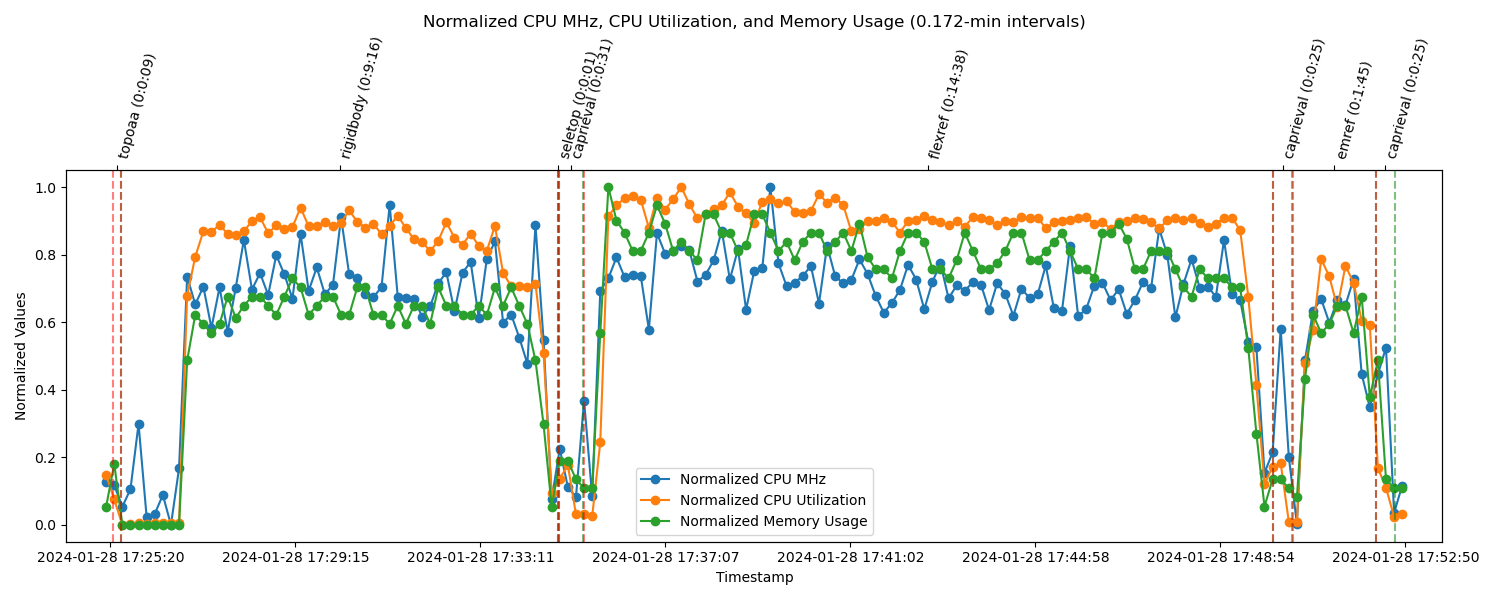 Normalized CPU MHz, CPU Utilization, and Memory Usage (0.172-min intervals)
topoaa (0:0:09)
rigidbody (0:9:16)
seletop (0:0:01)
caprieval (0:0:31)
flexref (0:14:38)
caprieval (0:0:25)
emref (0:1:45)
caprieval (0:0:25)
Normalized Values
1.0
0.8
0.6
0.4
0.2
0.0
Normalized CPU MHz
Normalized CPU Utilization
Normalized Memory Usage
2024-01-28 17:25:20
2024-01-28 17:29:15
2024-01-28 17:33:11
2024-01-28 17:37:07
2024-01-28 17:41:02
2024-01-28 17:44:58
2024-01-28 17:48:54
2024-01-28 17:52:50
Timestamp